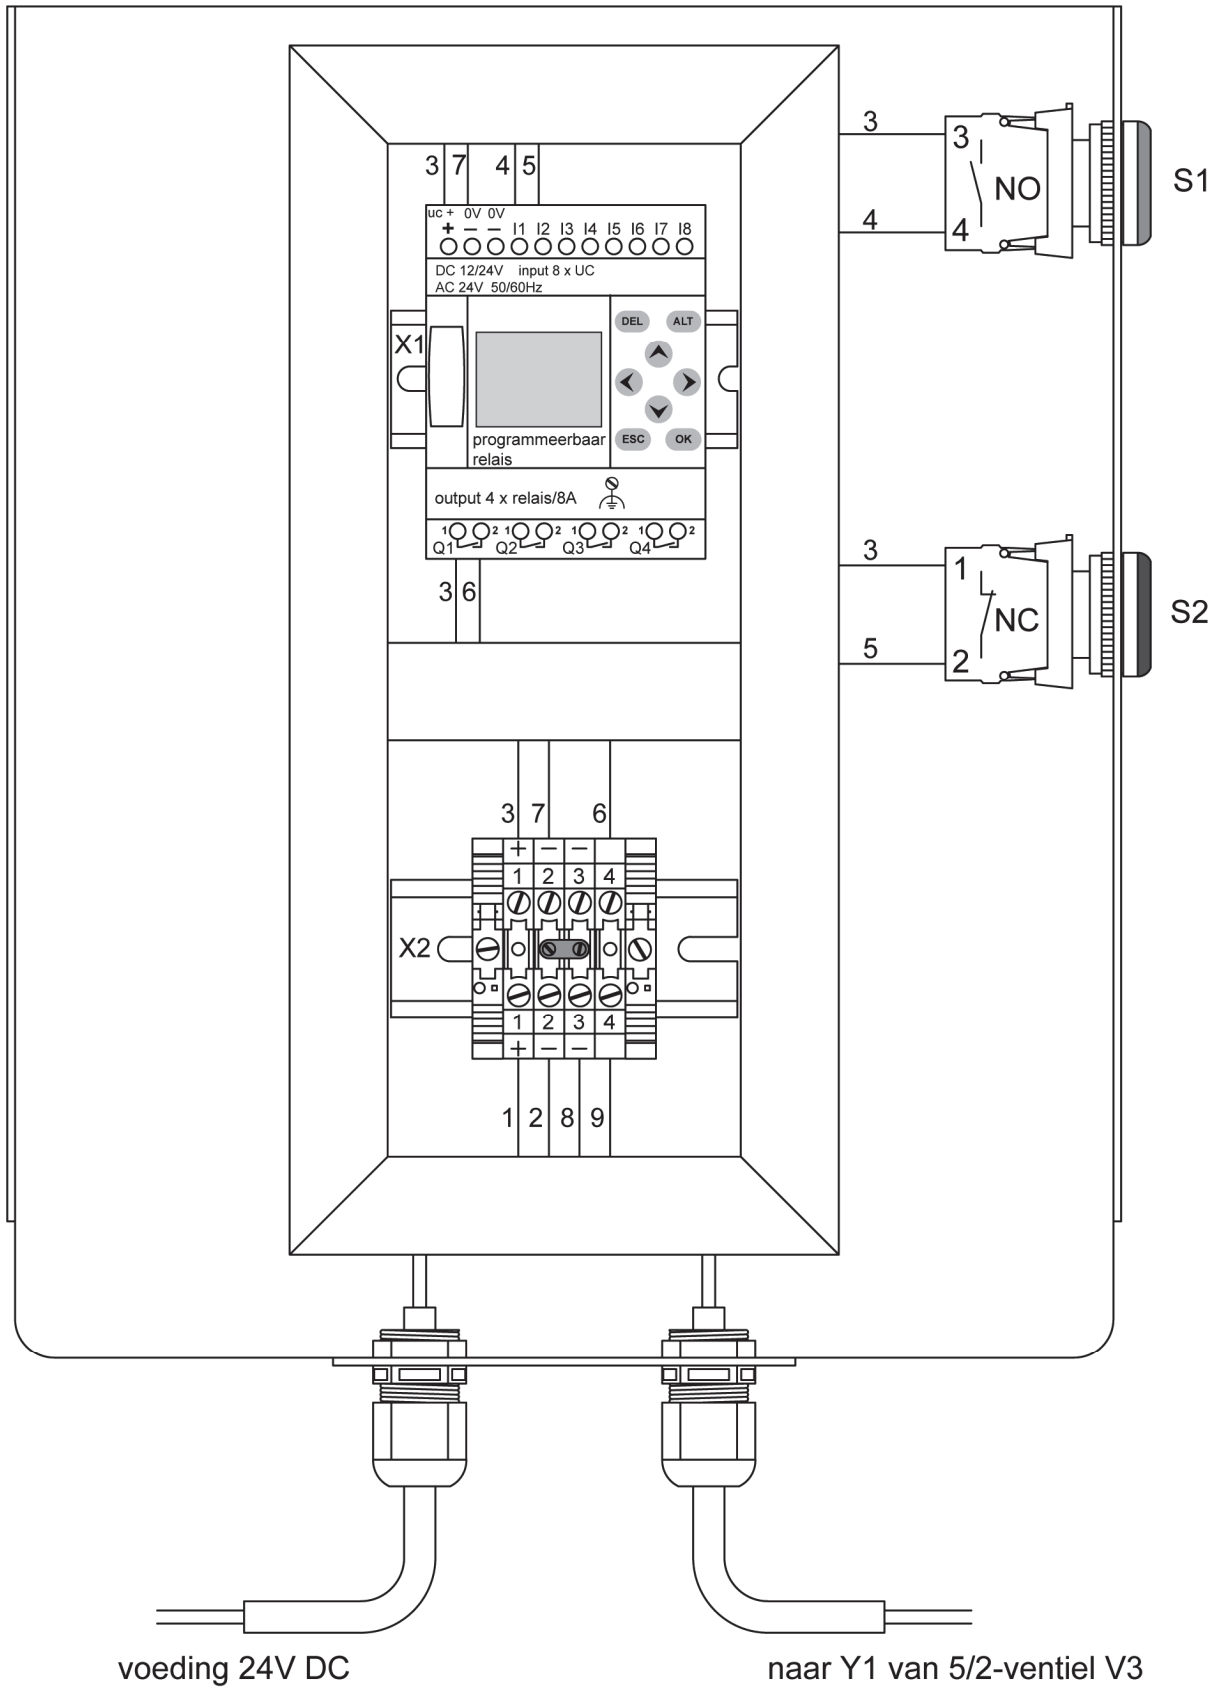 3
3
4
4
NO
S1
3 7 4 5
uc + 0V 0V
+ − − I1 I2 I3 I4 I5 I6 I7 I8
DC 12/24V input 8 x UC
AC 24V 50/60Hz
X1
DEL ALT
ESC OK
programmeerbaar
relais
output 4 x relais/8A
1 2 1 2 1 2 1 2
Q1 Q2 Q3 Q4
3 6
3
1
5
2
NC
S2
3 7 6
+ − −
1 2 3 4
X2
1 2 3 4
+ − −
1 2 8 9
voeding 24V DC
naar Y1 van 5/2-ventiel V3